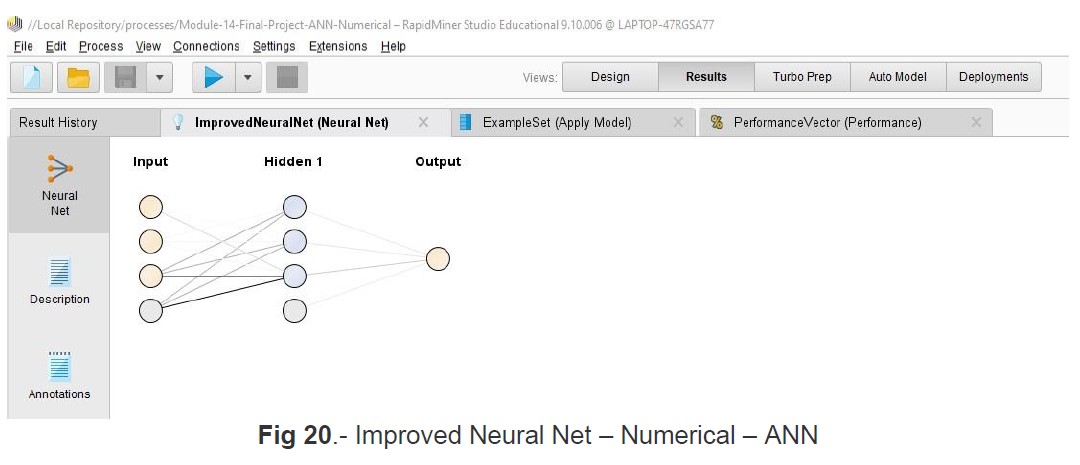 //Local Repository/processes/Module-14-Final-Project-ANN-Numerical – RapidMiner Studio Educational 9.10.006 @ LAPTOP-47RGSA77
File Edit Process View Connections Settings Extensions Help
Views: Design Results Turbo Prep Auto Model Deployments
Result History ImprovedNeuralNet (Neural Net) ExampleSet (Apply Model) PerformanceVector (Performance)
Input Hidden 1 Output
Neural
Net
Description
Annotations
Fig 20.- Improved Neural Net – Numerical – ANN